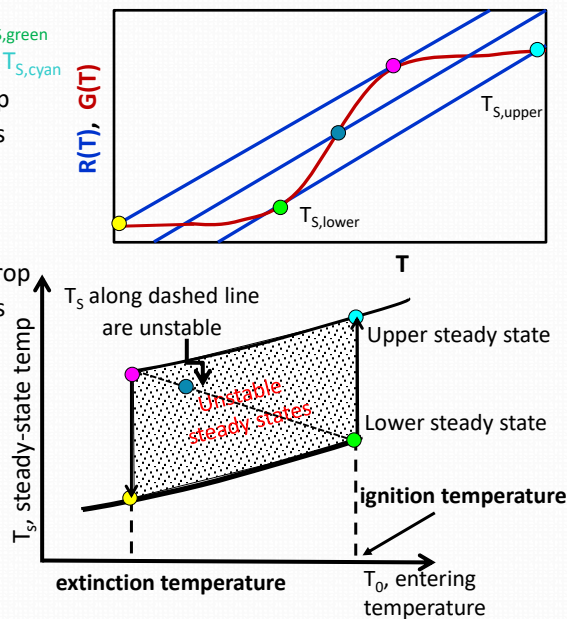 S,green
T_S,cyan
R(T), G(T)
T_S,upper
T_S,lower
T
rop
T_S along dashed line
are unstable
Upper steady state
Unstable
steady states
Lower steady state
T_s, steady-state temp
ignition temperature
extinction temperature
T_0, entering
temperature